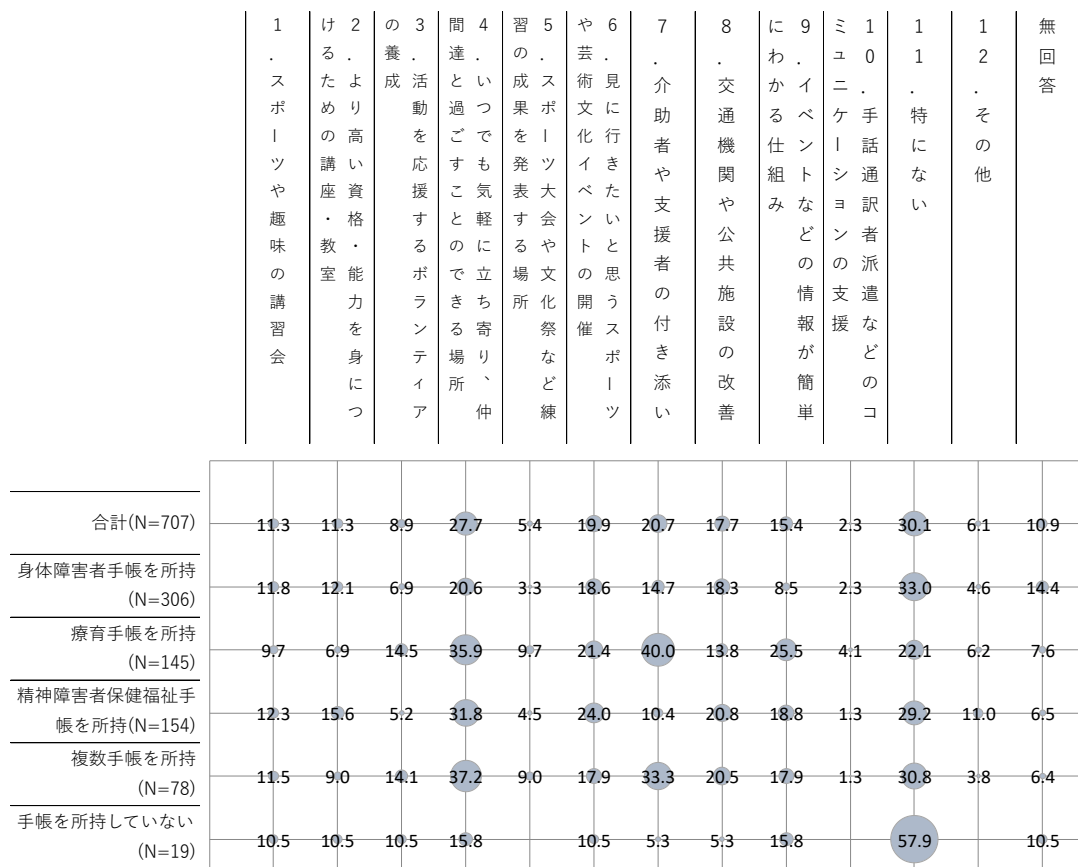 1．スポーツや趣味の講習会
2．より高い資格・能力を身につ
けるための講座・教室
3．活動を応援するボランティア
の養成
4．いつでも気軽に立ち寄り、仲
間達と過ごすことのできる場所
5．スポーツ大会や文化祭など練
習の成果を発表する場所
6．見に行きたいと思うスポーツ
や芸術文化イベントの開催
7．介助者や支援者の付き添い
8．交通機関や公共施設の改善
9．イベントなどの情報が簡単
にわかる仕組み
10．手話通訳者派遣などのコ
ミュニケーションの支援
11．特にない
12．その他
無回答
合計(N=707) 11.3 11.3 8.9 27.7 5.4 19.9 20.7 17.7 15.4 2.3 30.1 6.1 10.9
身体障害者手帳を所持
(N=306) 11.8 12.1 6.9 20.6 3.3 18.6 14.7 18.3 8.5 2.3 33.0 4.6 14.4
療育手帳を所持
(N=145) 9.7 6.9 14.5 35.9 9.7 21.4 40.0 13.8 25.5 4.1 22.1 6.2 7.6
精神障害者保健福祉手
帳を所持(N=154) 12.3 15.6 5.2 31.8 4.5 24.0 10.4 20.8 18.8 1.3 29.2 11.0 6.5
複数手帳を所持
(N=78) 11.5 9.0 14.1 37.2 9.0 17.9 33.3 20.5 17.9 1.3 30.8 3.8 6.4
手帳を所持していない
(N=19) 10.5 10.5 10.5 15.8 10.5 5.3 5.3 15.8 57.9 10.5